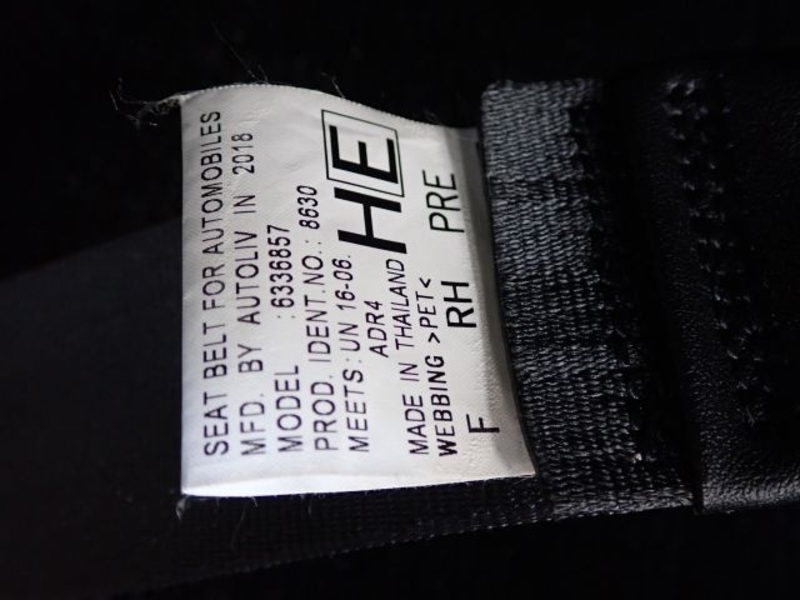 SEAT BELT FOR AUTOMOBILES
MFD. BY AUTOLIV IN 2018
MODEL : 6336857
PROD. IDENT.NO.: 8630
MEETS: UN 16-06.
ADR4
HE
MADE IN THAILAND
WEBBING >PET<
F RH PRE